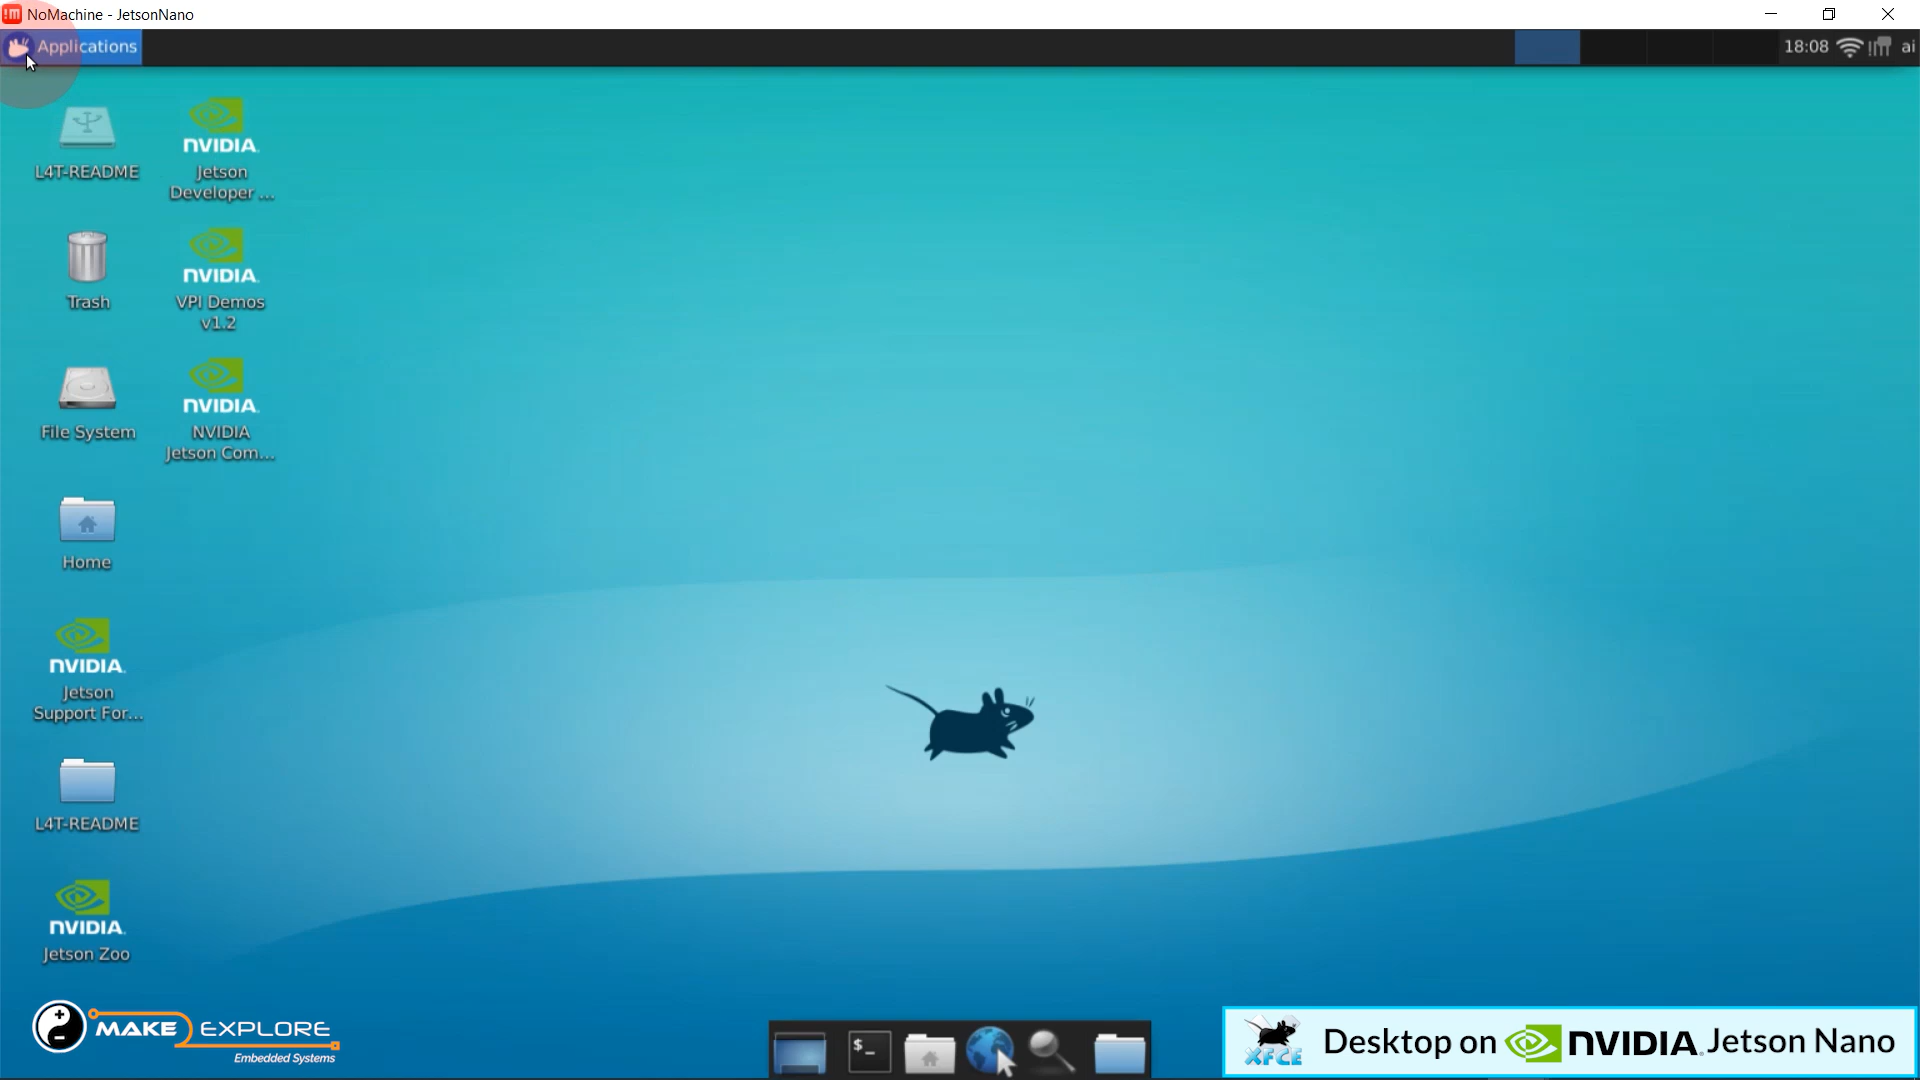 NoMachine - JetsonNano
Applications
18:08
ai
L4T-README
NVIDIA.
Jetson
Developer ...
Trash
NVIDIA.
VPI Demos
v1.2
File System
NVIDIA.
NVIDIA
Jetson Com...
Home
NVIDIA.
Jetson
Support For...
L4T-README
NVIDIA.
Jetson Zoo
MAKE EXPLORE
Embedded Systems
$_
XFCE
Desktop on NVIDIA. Jetson Nano